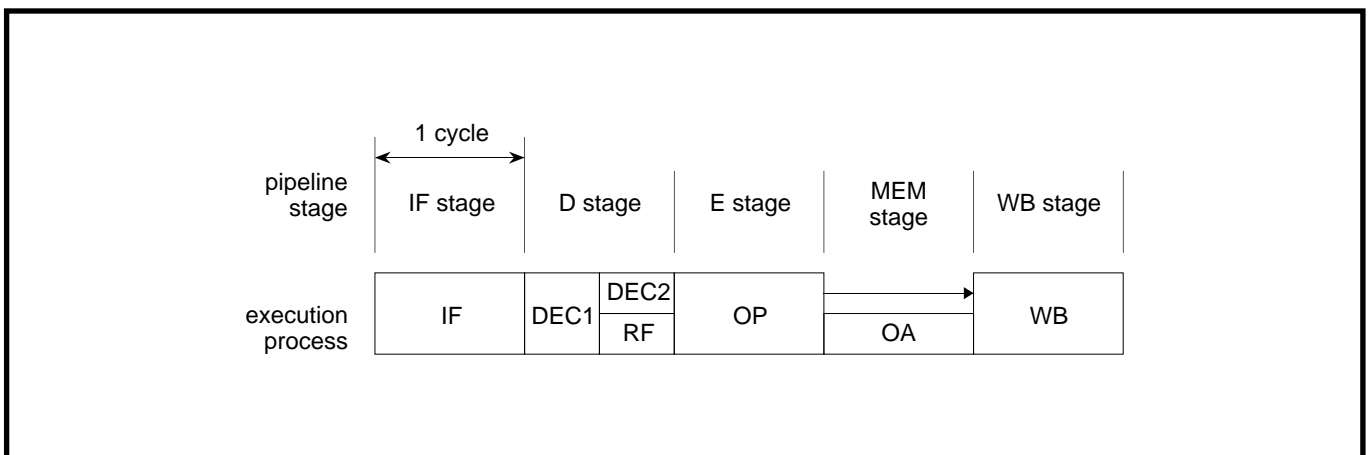 1 cycle
pipeline
stage
IF stage
D stage
E stage
MEM
stage
WB stage
execution
process
IF
DEC1
DEC2
RF
OP
OA
WB